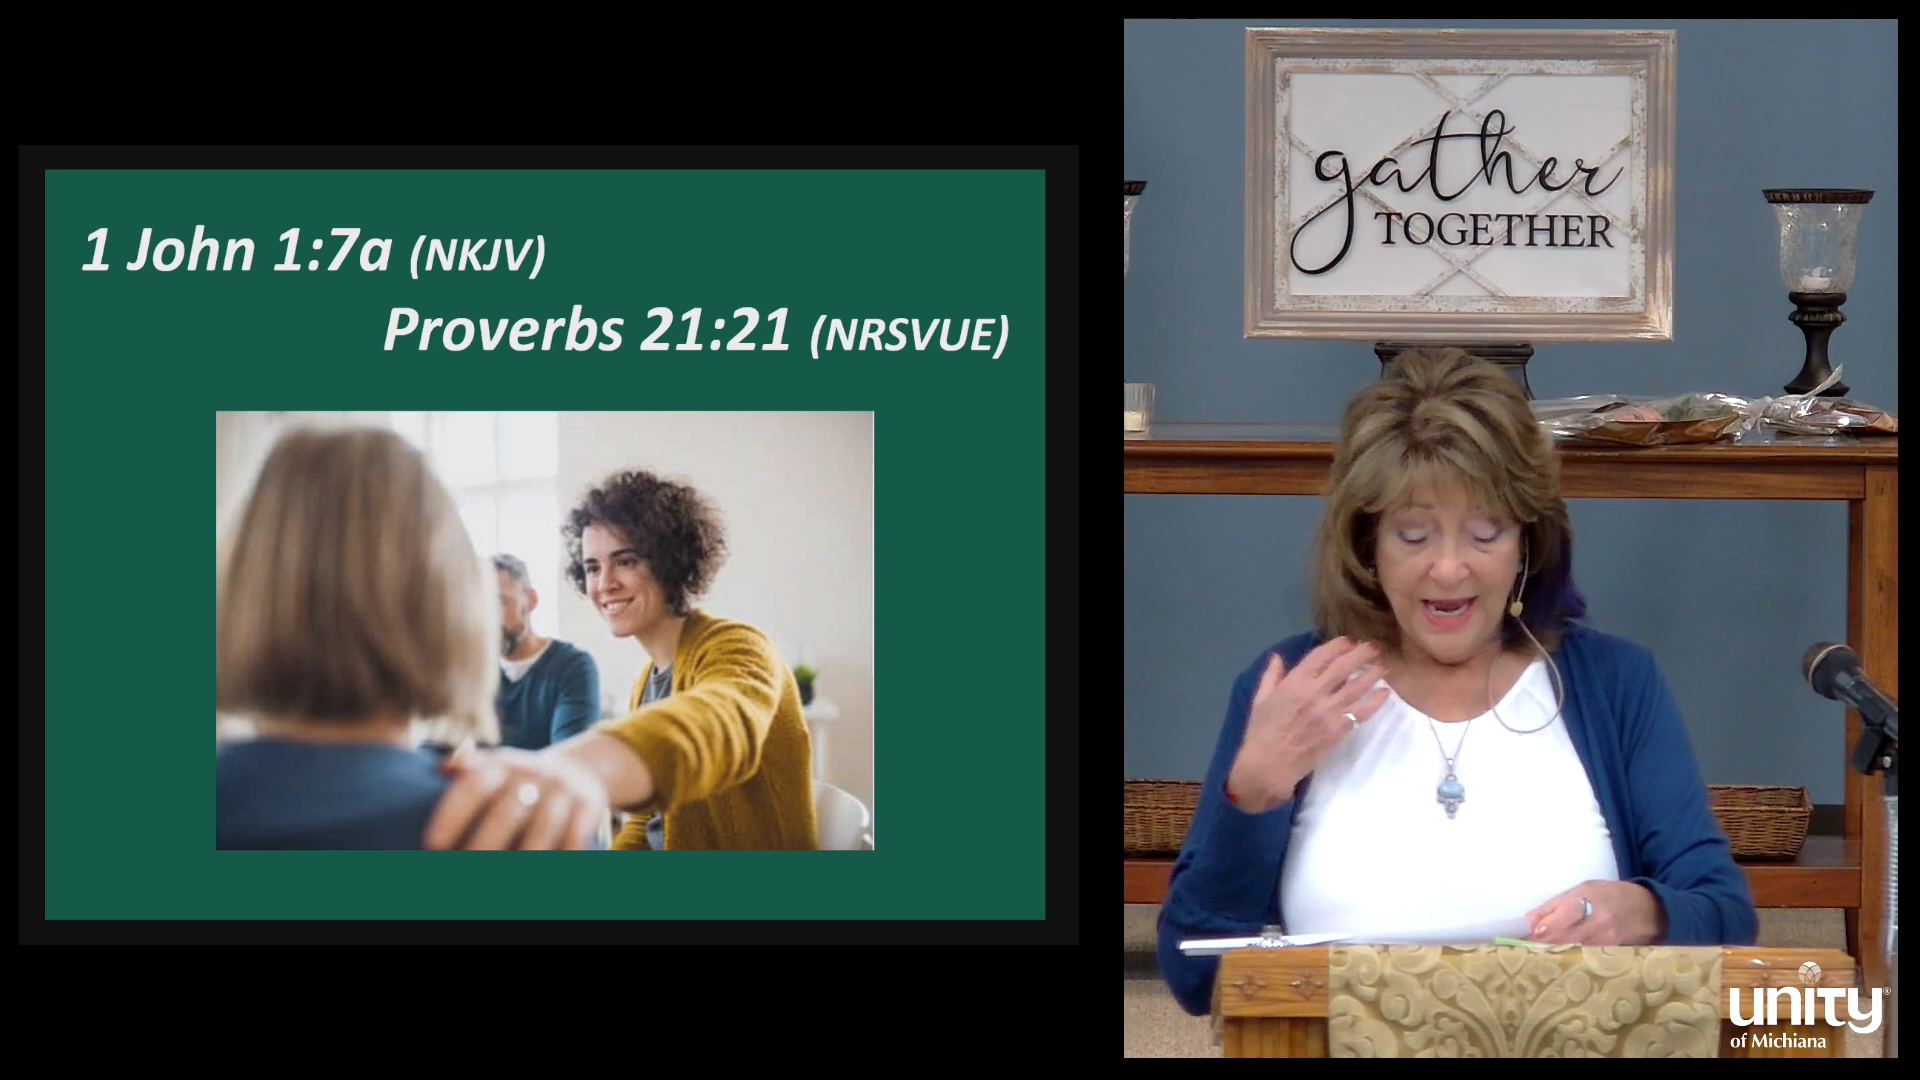 1 John 1:7a (NKJV)
Proverbs 21:21 (NRSVUE)
gather
TOGETHER
unity®
of Michiana